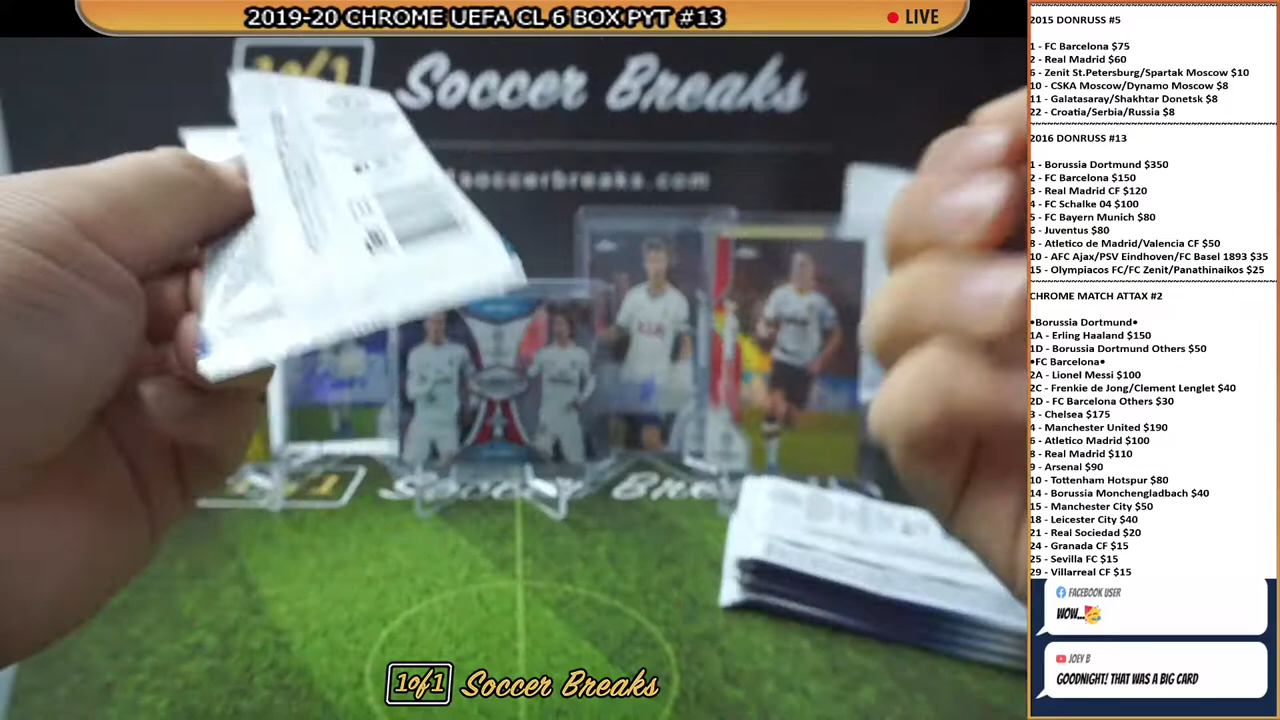 2019-20 CHROME UEFA CL 6 BOX PYT #13
LIVE
1of1
Soccer Breaks
soccerbreaks.com
1of1
1of1 Soccer Breaks
2015 DONRUSS #5
1 - FC Barcelona $75
2 - Real Madrid $60
6 - Zenit St.Petersburg/Spartak Moscow $10
10 - CSKA Moscow/Dynamo Moscow $8
11 - Galatasaray/Shakhtar Donetsk $8
22 - Croatia/Serbia/Russia $8
~~~~~~~~~~~~~~~~~~~~~~~~~~~~~~~~~~~~~~~~
2016 DONRUSS #13
1 - Borussia Dortmund $350
2 - FC Barcelona $150
3 - Real Madrid CF $120
4 - FC Schalke 04 $100
5 - FC Bayern Munich $80
6 - Juventus $80
8 - Atletico de Madrid/Valencia CF $50
10 - AFC Ajax/PSV Eindhoven/FC Basel 1893 $35
15 - Olympiacos FC/FC Zenit/Panathinaikos $25
~~~~~~~~~~~~~~~~~~~~~~~~~~~~~~~~~~~~~~~~
CHROME MATCH ATTAX #2
•Borussia Dortmund•
1A - Erling Haaland $150
1D - Borussia Dortmund Others $50
•FC Barcelona•
2A - Lionel Messi $100
2C - Frenkie de Jong/Clement Lenglet $40
2D - FC Barcelona Others $30
3 - Chelsea $175
4 - Manchester United $190
6 - Atletico Madrid $100
8 - Real Madrid $110
9 - Arsenal $90
10 - Tottenham Hotspur $80
14 - Borussia Monchengladbach $40
15 - Manchester City $50
18 - Leicester City $40
21 - Real Sociedad $20
24 - Granada CF $15
25 - Sevilla FC $15
29 - Villarreal CF $15
FACEBOOK USER
WOW...🥳
JOEY B
GOODNIGHT! THAT WAS A BIG CARD